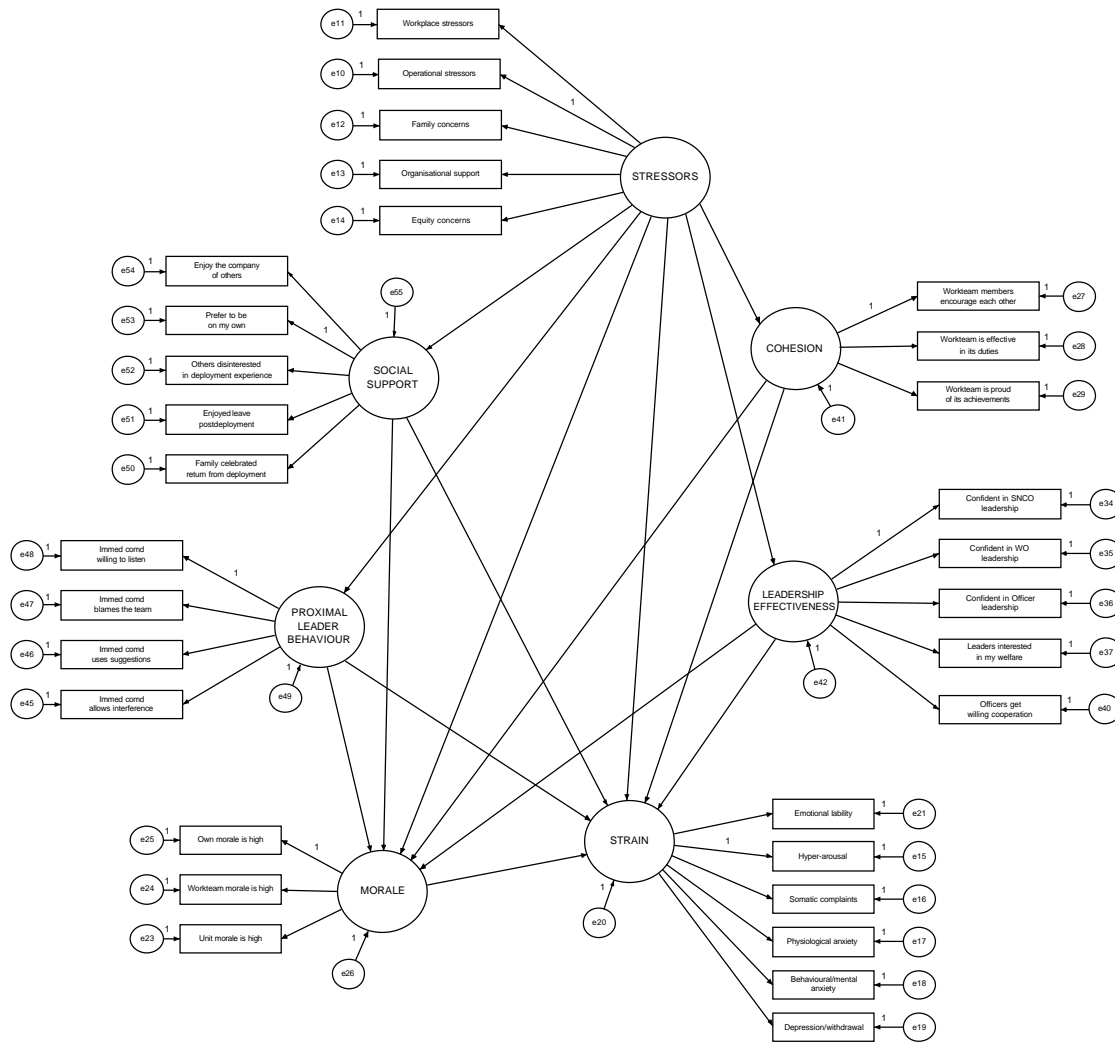 e11
1
Workplace stressors
e10
1
Operational stressors
1
e12
1
Family concerns
e13
1
Organisational support
e14
1
Equity concerns
STRESSORS
e54
1
Enjoy the company
of others
e53
1
Prefer to be
on my own
1
e52
1
Others disinterested
in deployment experience
e51
1
Enjoyed leave
postdeployment
e50
1
Family celebrated
return from deployment
e55
1
SOCIAL
SUPPORT
COHESION
1
e41
1
Workteam members
encourage each other
1
e27
Workteam is effective
in its duties
1
e28
Workteam is proud
of its achievements
1
e29
e48
1
Immed comd
willing to listen
1
e47
1
Immed comd
blames the team
e46
1
Immed comd
uses suggestions
e45
1
Immed comd
allows interference
PROXIMAL
LEADER
BEHAVIOUR
1
e49
LEADERSHIP
EFFECTIVENESS
1
e42
1
Confident in SNCO
leadership
1
e34
Confident in WO
leadership
1
e35
Confident in Officer
leadership
1
e36
Leaders interested
in my welfare
1
e37
Officers get
willing cooperation
1
e40
e25
1
Own morale is high
1
e24
1
Workteam morale is high
e23
1
Unit morale is high
MORALE
1
e26
STRAIN
1
e20
Emotional lability
1
e21
1
Hyper-arousal
1
e15
Somatic complaints
1
e16
Physiological anxiety
1
e17
Behavioural/mental
anxiety
1
e18
Depression/withdrawal
1
e19